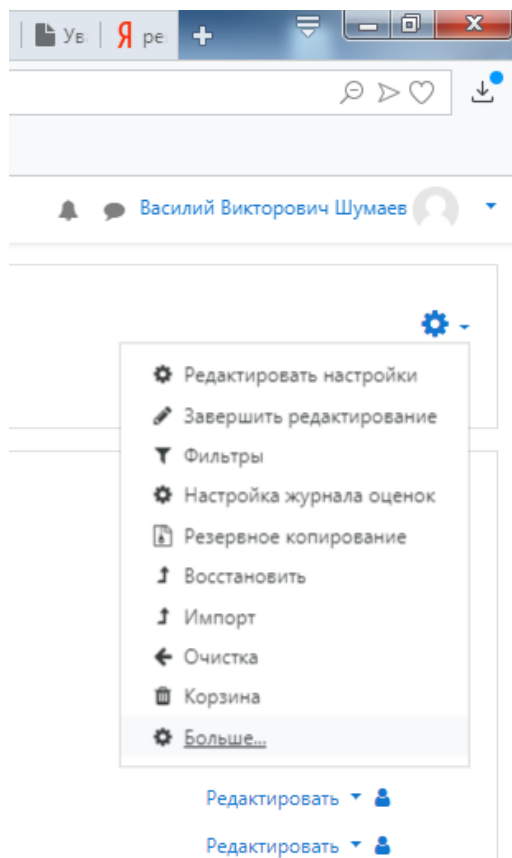 Ув
Я ре
Василий Викторович Шумаев
Редактировать настройки
Завершить редактирование
Фильтры
Настройка журнала оценок
Резервное копирование
Восстановить
Импорт
Очистка
Корзина
Больше...
Редактировать
Редактировать